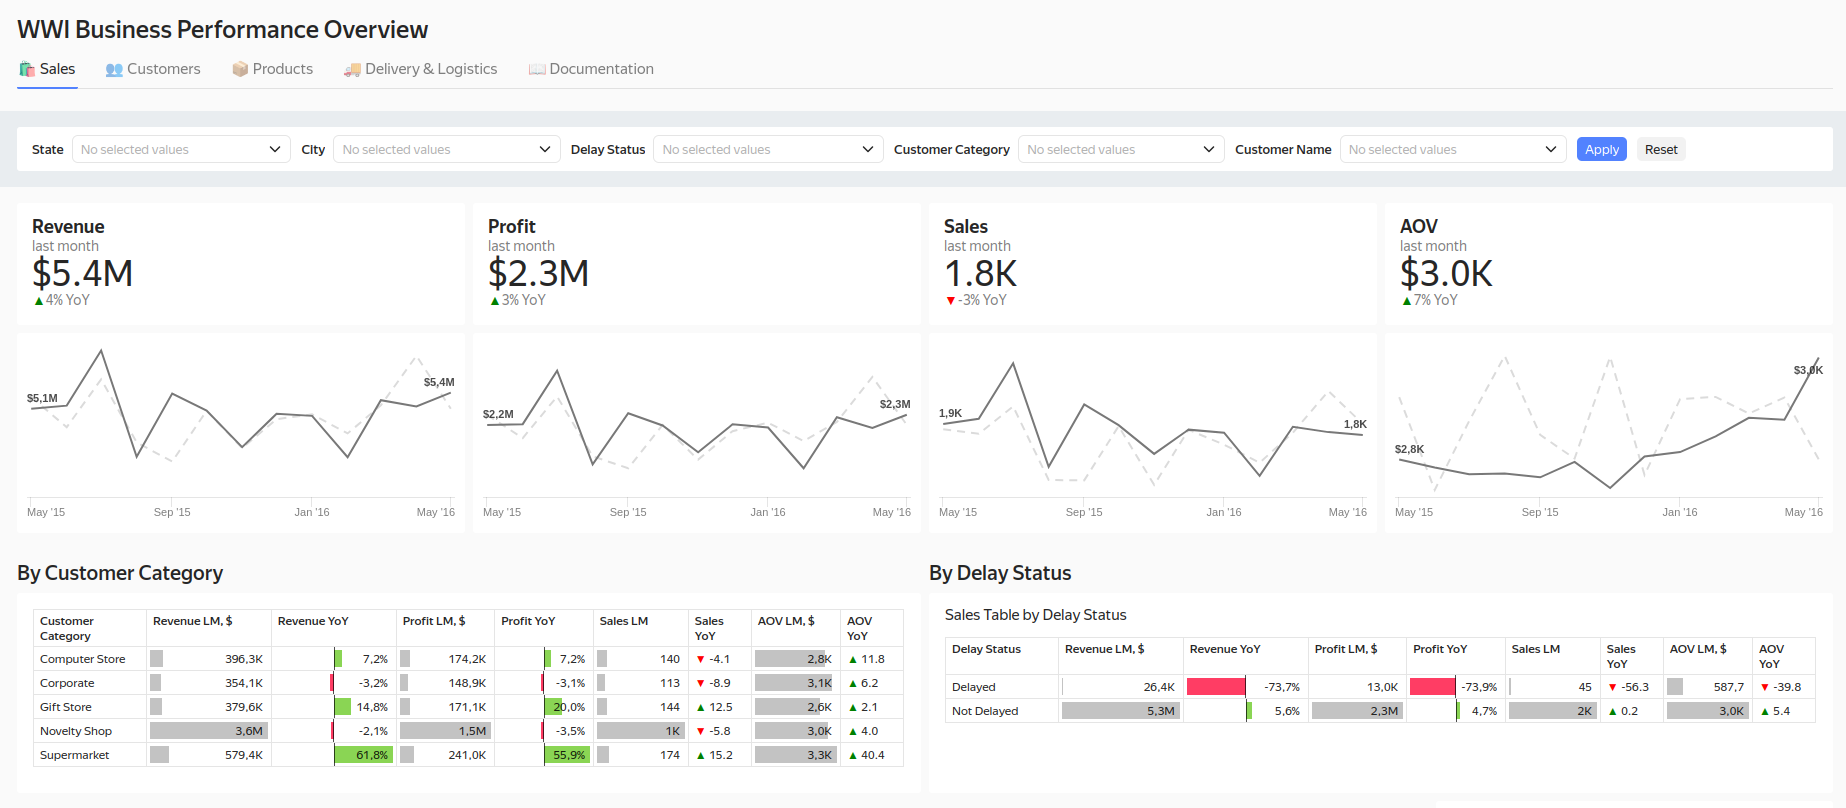 WWI Business Performance Overview
Sales Customers Products Delivery & Logistics Documentation
State No selected values City No selected values Delay Status No selected values Customer Category No selected values Customer Name No selected values Apply Reset
Revenue
last month
$5.4M
▲4% YoY
Profit
last month
$2.3M
▲3% YoY
Sales
last month
1.8K
▼-3% YoY
AOV
last month
$3.0K
▲7% YoY
$5,1M
$5,4M
May '15 Sep '15 Jan '16 May '16
$2,2M
$2,3M
May '15 Sep '15 Jan '16 May '16
1,9K
1,8K
May '15 Sep '15 Jan '16 May '16
$2,8K
$3,0K
May '15 Sep '15 Jan '16 May '16
By Customer Category
Customer Category Revenue LM, $ Revenue YoY Profit LM, $ Profit YoY Sales LM Sales YoY AOV LM, $ AOV YoY
Computer Store 396,3K 7,2% 174,2K 7,2% 140 ▼ -4.1 2,8K ▲ 11.8
Corporate 354,1K -3,2% 148,9K -3,1% 113 ▼ -8.9 3,1K ▲ 6.2
Gift Store 379,6K 14,8% 171,1K 20,0% 144 ▲ 12.5 2,6K ▲ 2.1
Novelty Shop 3,6M -2,1% 1,5M -3,5% 1K ▼ -5.8 3,0K ▲ 4.0
Supermarket 579,4K 61,8% 241,0K 55,9% 174 ▲ 15.2 3,3K ▲ 40.4
By Delay Status
Sales Table by Delay Status
Delay Status Revenue LM, $ Revenue YoY Profit LM, $ Profit YoY Sales LM Sales YoY AOV LM, $ AOV YoY
Delayed 26,4K -73,7% 13,0K -73,9% 45 ▼ -56.3 587,7 ▼ -39.8
Not Delayed 5,3M 5,6% 2,3M 4,7% 2K ▲ 0.2 3,0K ▲ 5.4